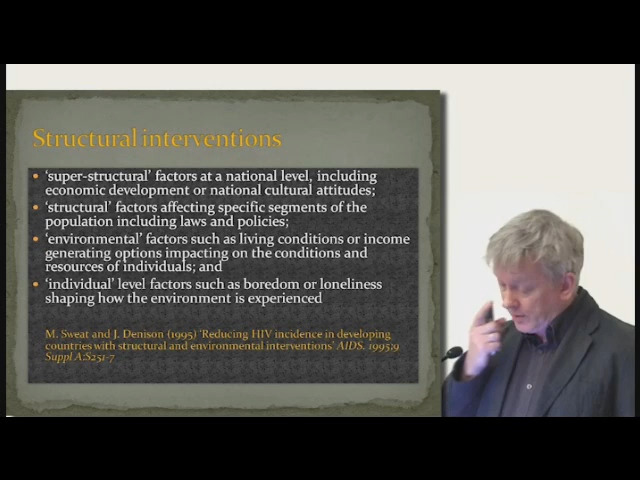 Structural interventions
• 'super-structural' factors at a national level, including
economic development or national cultural attitudes;
• 'structural' factors affecting specific segments of the
population including laws and policies;
• 'environmental' factors such as living conditions or income
generating options impacting on the conditions and
resources of individuals; and
• 'individual' level factors such as boredom or loneliness
shaping how the environment is experienced
M. Sweat and J. Denison (1995) 'Reducing HIV incidence in developing
countries with structural and environmental interventions' AIDS. 1995;9
Suppl A:S251-7